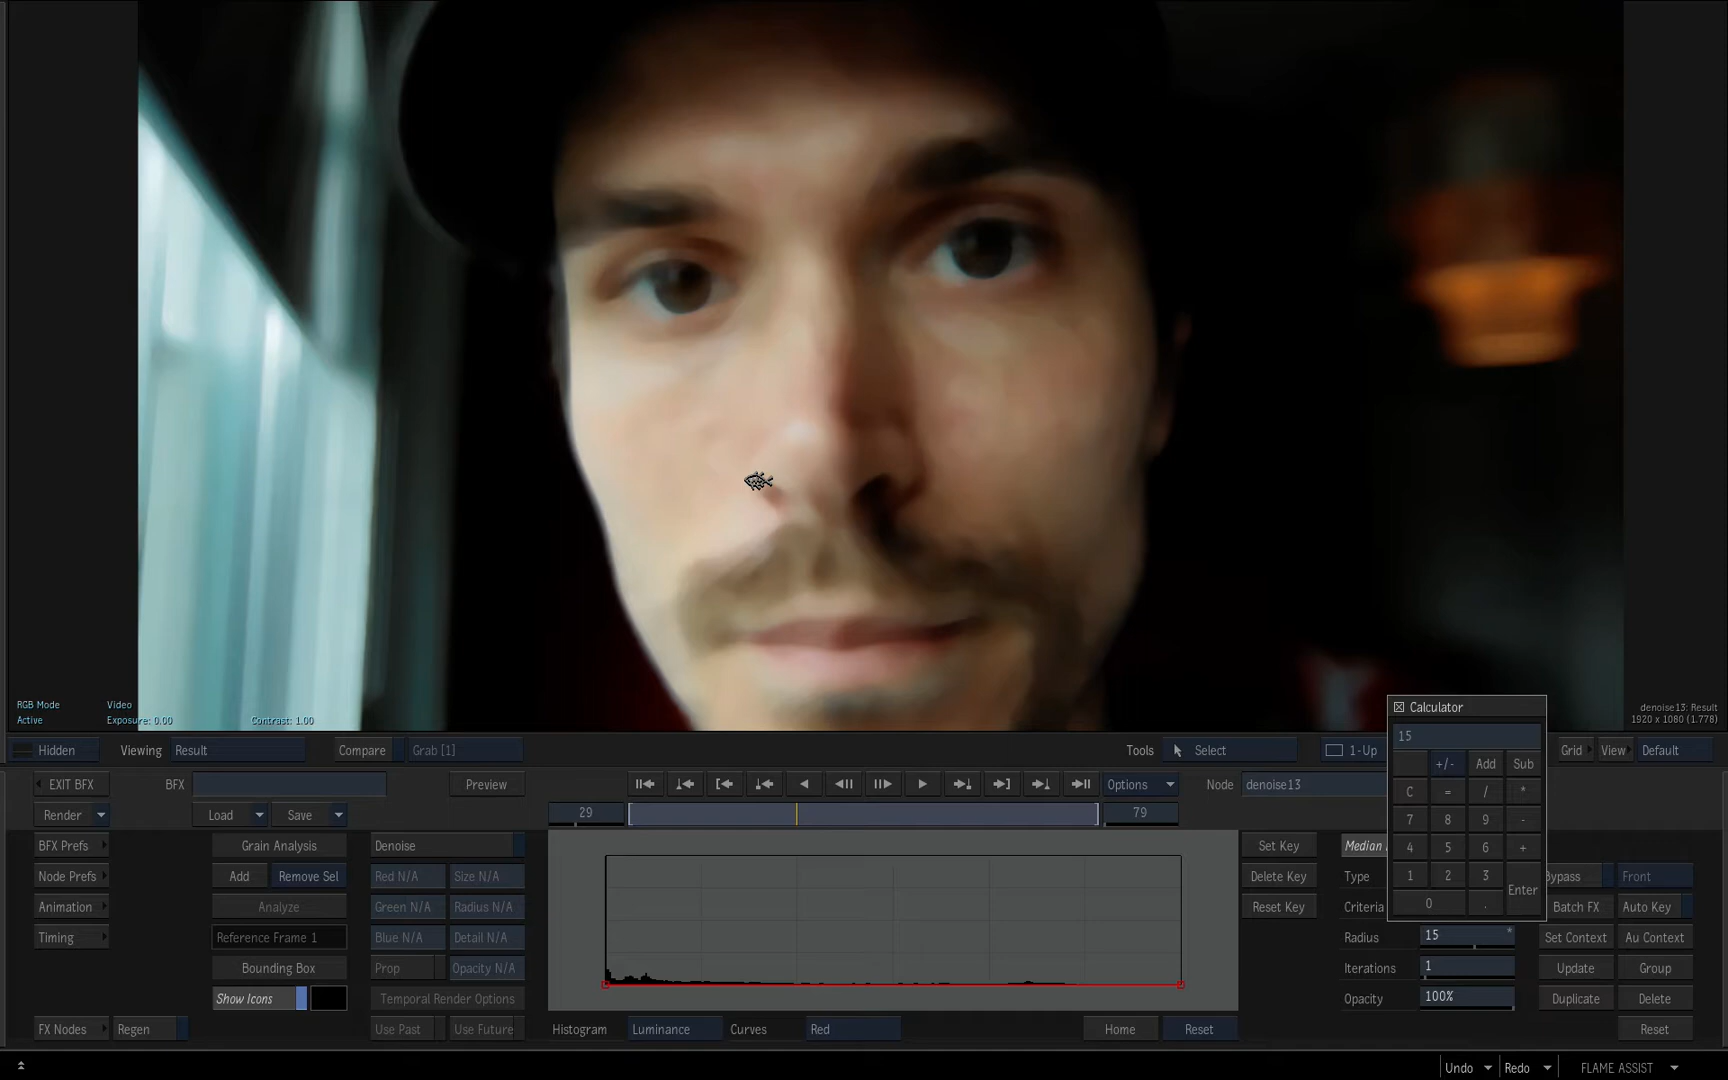 RGB Mode Video
Active Exposure: 0.00 Contrast: 1.00
denoise13: Result
1920 x 1080 (1.778)
Hidden Viewing Result Compare Grab [1] Tools Select 1-Up Grid View Default
Calculator
15
+/- Add Sub
C = / *
7 8 9 -
4 5 6 +
1 2 3 Enter
0 .
EXIT BFX BFX Preview Options Node denoise13
Render Load Save 29 79
BFX Prefs Grain Analysis Denoise Set Key Median
Node Prefs Add Remove Sel Red N/A Size N/A Delete Key Type Bypass Front
Animation Analyze Green N/A Radius N/A Reset Key Criteria Batch FX Auto Key
Timing Reference Frame 1 Blue N/A Detail N/A Radius 15 * Set Context Au Context
Bounding Box Prop Opacity N/A Iterations 1 Update Group
Show Icons Temporal Render Options Opacity 100% Duplicate Delete
FX Nodes Regen Use Past Use Future Histogram Luminance Curves Red Home Reset Reset
Undo Redo FLAME ASSIST